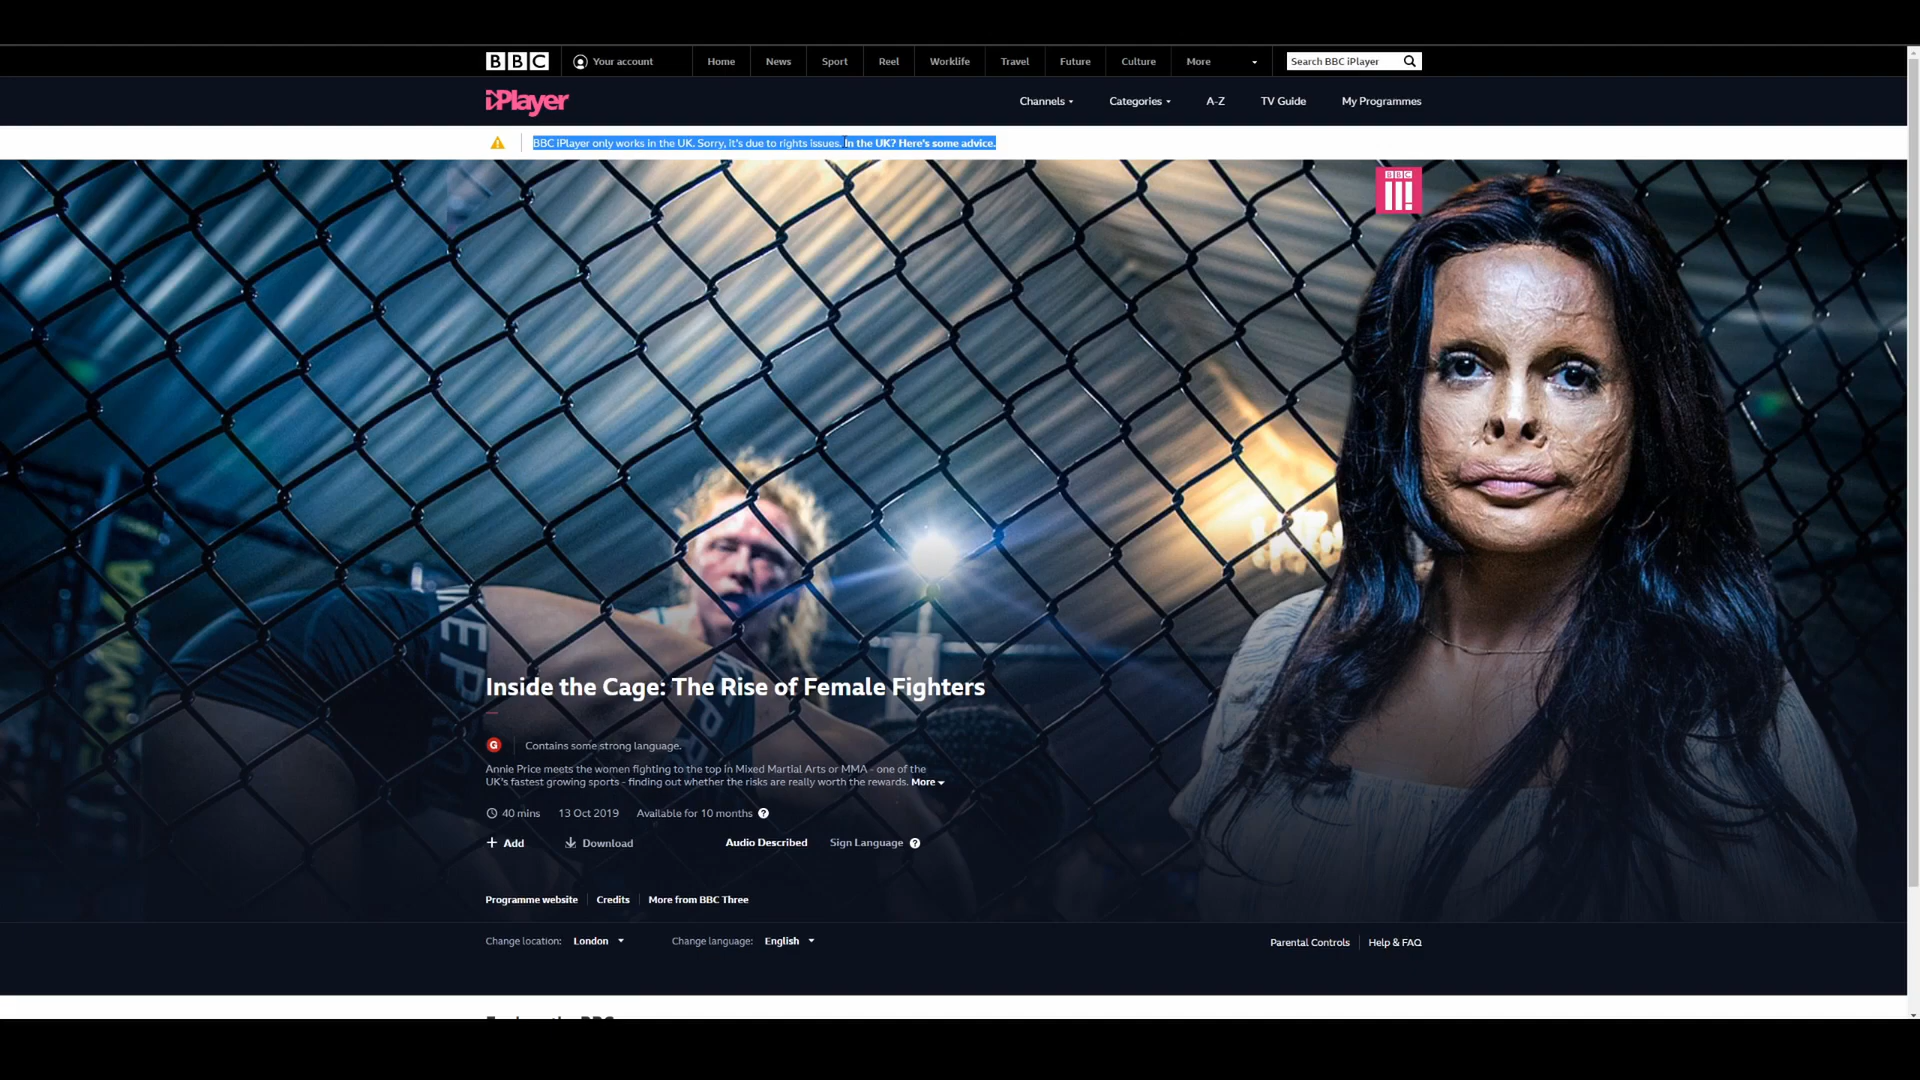 BBC Your account Home News Sport Reel Worklife Travel Future Culture More Search BBC iPlayer
iPlayer Channels Categories A-Z TV Guide My Programmes
BBC iPlayer only works in the UK. Sorry, it's due to rights issues. In the UK? Here's some advice.
BBC
Inside the Cage: The Rise of Female Fighters
G Contains some strong language.
Annie Price meets the women fighting to the top in Mixed Martial Arts or MMA - one of the
UK's fastest growing sports - finding out whether the risks are really worth the rewards. More
40 mins 13 Oct 2019 Available for 10 months ?
+ Add Download Audio Described Sign Language ?
Programme website Credits More from BBC Three
Change location: London Change language: English Parental Controls Help & FAQ